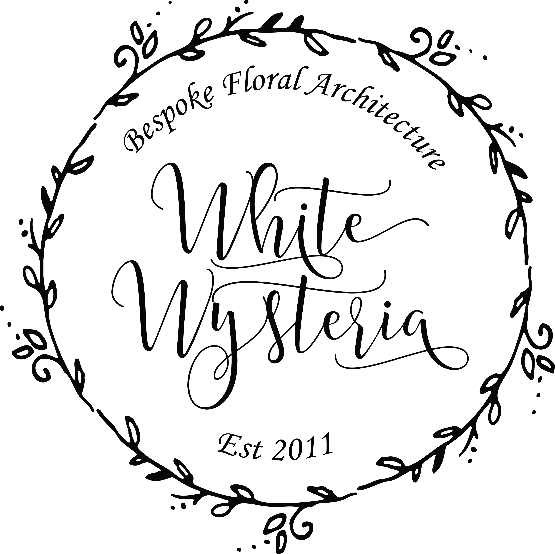 Bespoke Floral Architecture
White
Wysteria
Est 2011